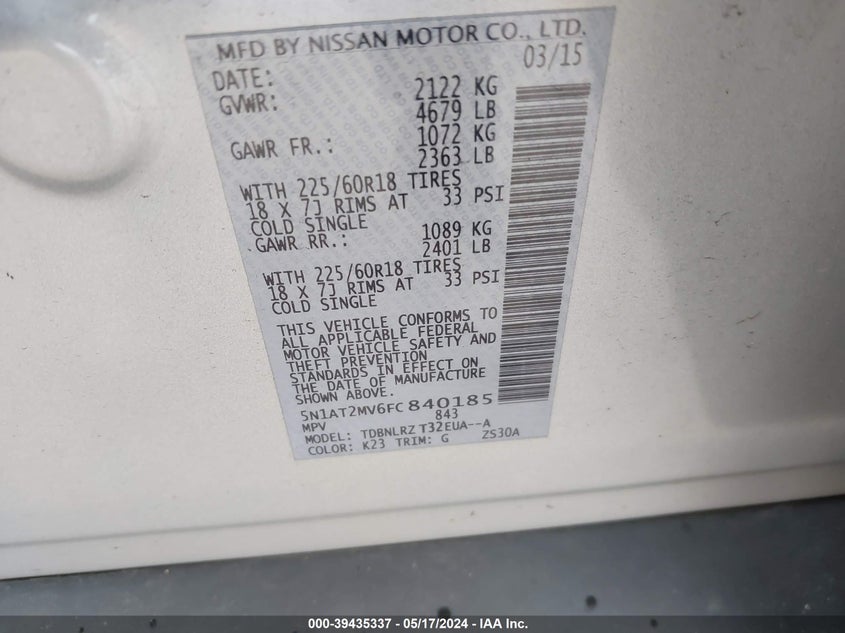 MFD BY NISSAN MOTOR CO., LTD.
DATE: 03/15
GVWR: 2122 KG
4679 LB
GAWR FR.: 1072 KG
2363 LB
WITH 225/60R18 TIRES
18 X 7J RIMS AT 33 PSI
COLD SINGLE
GAWR RR.: 1089 KG
2401 LB
WITH 225/60R18 TIRES
18 X 7J RIMS AT 33 PSI
COLD SINGLE
THIS VEHICLE CONFORMS TO
ALL APPLICABLE FEDERAL
MOTOR VEHICLE SAFETY AND
THEFT PREVENTION
STANDARDS IN EFFECT ON
THE DATE OF MANUFACTURE
SHOWN ABOVE.
5N1AT2MV6FC840185
MPV 843
MODEL: TDBNLRZ T32EUA--A
COLOR: K23 TRIM: G ZS30A
000-39435337 - 05/17/2024 - IAA Inc.